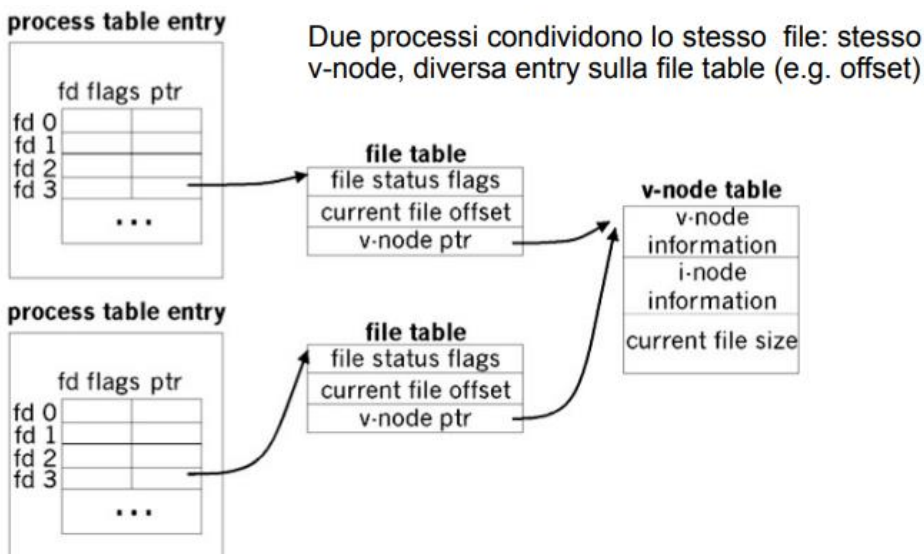 process table entry
Due processi condividono lo stesso file: stesso
v-node, diversa entry sulla file table (e.g. offset)
fd flags ptr
fd 0
fd 1
fd 2
fd 3
...
file table
file status flags
current file offset
v-node ptr
v-node table
v-node
information
i-node
information
current file size
process table entry
fd flags ptr
fd 0
fd 1
fd 2
fd 3
...
file table
file status flags
current file offset
v-node ptr